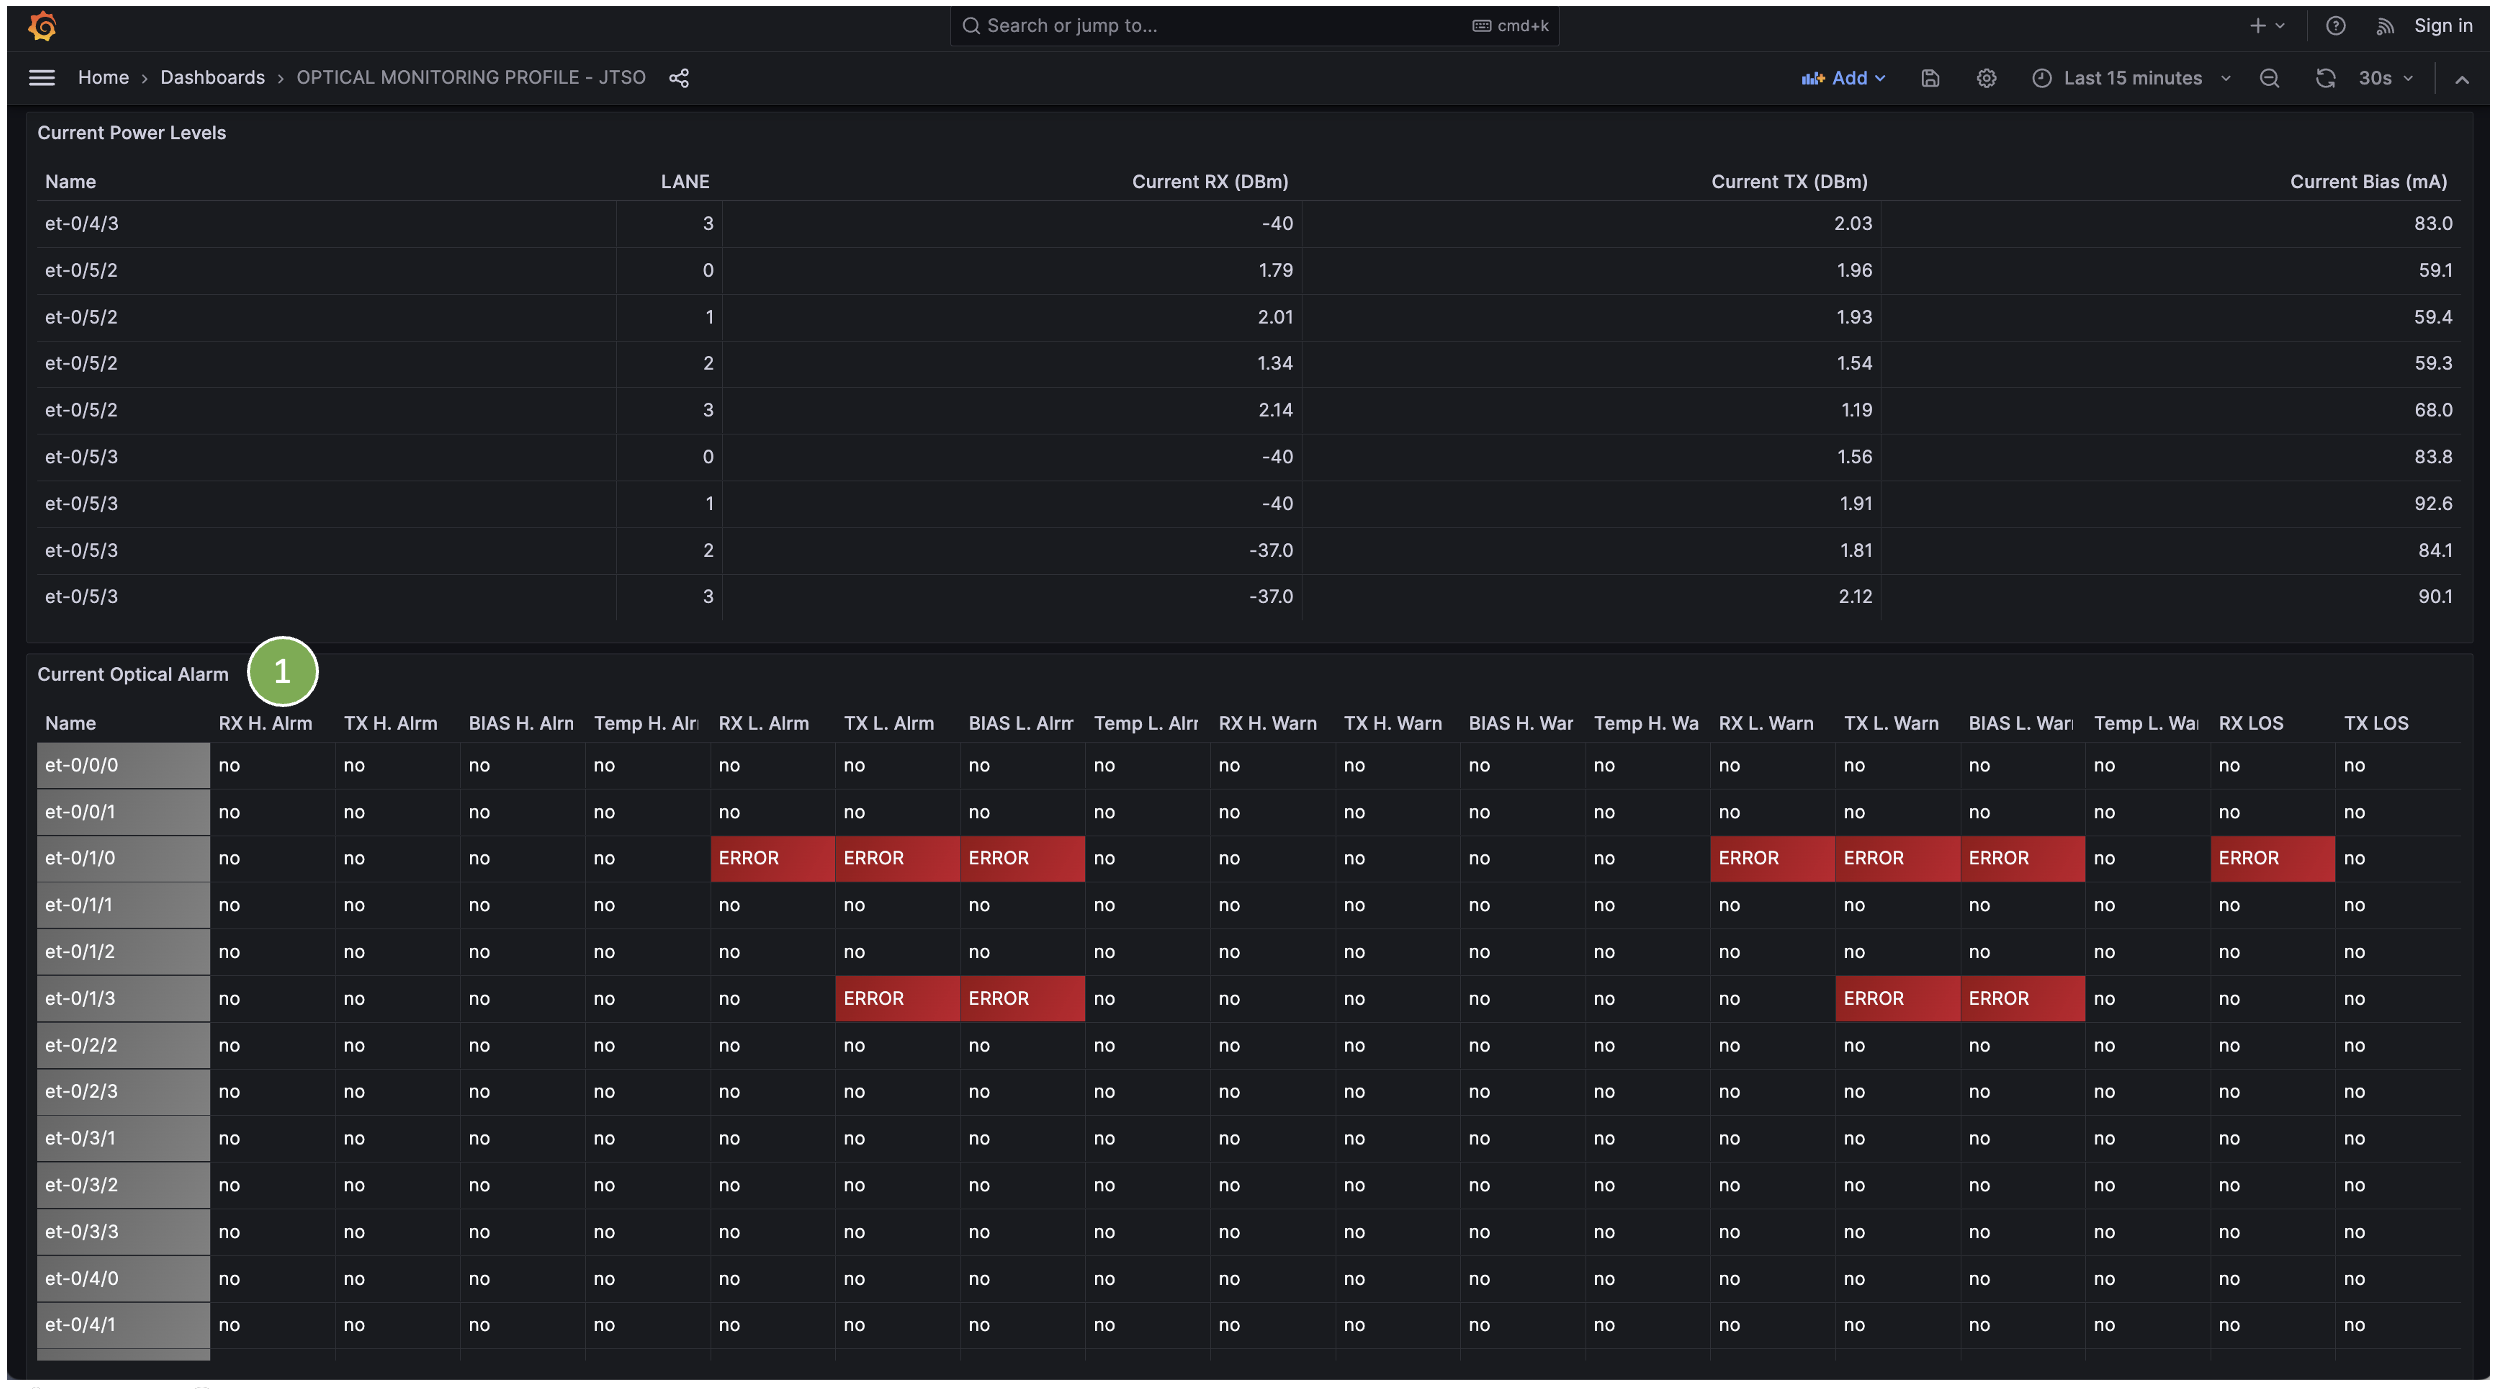 Search or jump to... cmd+k Sign in
Home › Dashboards › OPTICAL MONITORING PROFILE - JTSO Add Last 15 minutes 30s
Current Power Levels
Name LANE Current RX (DBm) Current TX (DBm) Current Bias (mA)
et-0/4/3 3 -40 2.03 83.0
et-0/5/2 0 1.79 1.96 59.1
et-0/5/2 1 2.01 1.93 59.4
et-0/5/2 2 1.34 1.54 59.3
et-0/5/2 3 2.14 1.19 68.0
et-0/5/3 0 -40 1.56 83.8
et-0/5/3 1 -40 1.91 92.6
et-0/5/3 2 -37.0 1.81 84.1
et-0/5/3 3 -37.0 2.12 90.1
Current Optical Alarm 1
Name RX H. Alrm TX H. Alrm BIAS H. Alrn Temp H. Alr RX L. Alrm TX L. Alrm BIAS L. Alrm Temp L. Alrr RX H. Warn TX H. Warn BIAS H. War Temp H. Wa RX L. Warn TX L. Warn BIAS L. Warn Temp L. Wa RX LOS TX LOS
et-0/0/0 no no no no no no no no no no no no no no no no no no
et-0/0/1 no no no no no no no no no no no no no no no no no no
et-0/1/0 no no no no ERROR ERROR ERROR no no no no no ERROR ERROR ERROR no ERROR no
et-0/1/1 no no no no no no no no no no no no no no no no no no
et-0/1/2 no no no no no no no no no no no no no no no no no no
et-0/1/3 no no no no no ERROR ERROR no no no no no no ERROR ERROR no no no
et-0/2/2 no no no no no no no no no no no no no no no no no no
et-0/2/3 no no no no no no no no no no no no no no no no no no
et-0/3/1 no no no no no no no no no no no no no no no no no no
et-0/3/2 no no no no no no no no no no no no no no no no no no
et-0/3/3 no no no no no no no no no no no no no no no no no no
et-0/4/0 no no no no no no no no no no no no no no no no no no
et-0/4/1 no no no no no no no no no no no no no no no no no no